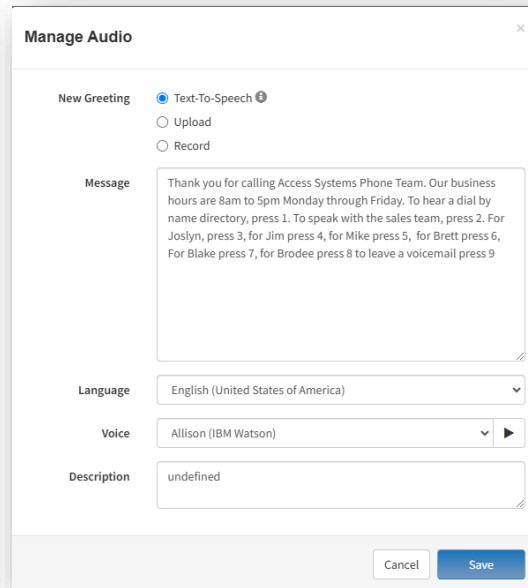 Manage Audio
×
New Greeting
Text-To-Speech
Upload
Record
Message
Thank you for calling Access Systems Phone Team. Our business
hours are 8am to 5pm Monday through Friday. To hear a dial by
name directory, press 1. To speak with the sales team, press 2. For
Joslyn, press 3, for Jim press 4, for Mike press 5,  for Brett press 6,
For Blake press 7, for Brodee press 8 to leave a voicemail press 9
Language
English (United States of America)
Voice
Allison (IBM Watson)
Description
undefined
Cancel
Save